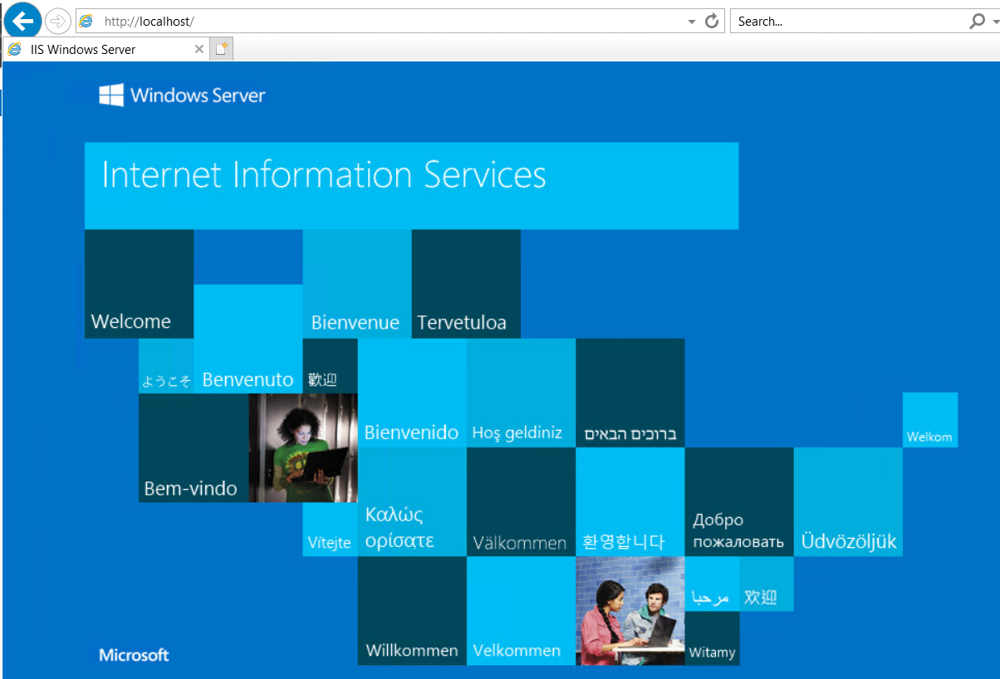 http://localhost/
Search...
IIS Windows Server
Windows Server
Internet Information Services
Welcome
Bienvenue
Tervetuloa
ようこそ
Benvenuto
歡迎
Bienvenido
Hoş geldiniz
ברוכים הבאים
Welkom
Bem-vindo
Vítejte
Καλώς
ορίσατε
Välkommen
환영합니다
Добро
пожаловать
Üdvözöljük
Willkommen
Velkommen
مرحبا
欢迎
Witamy
Microsoft